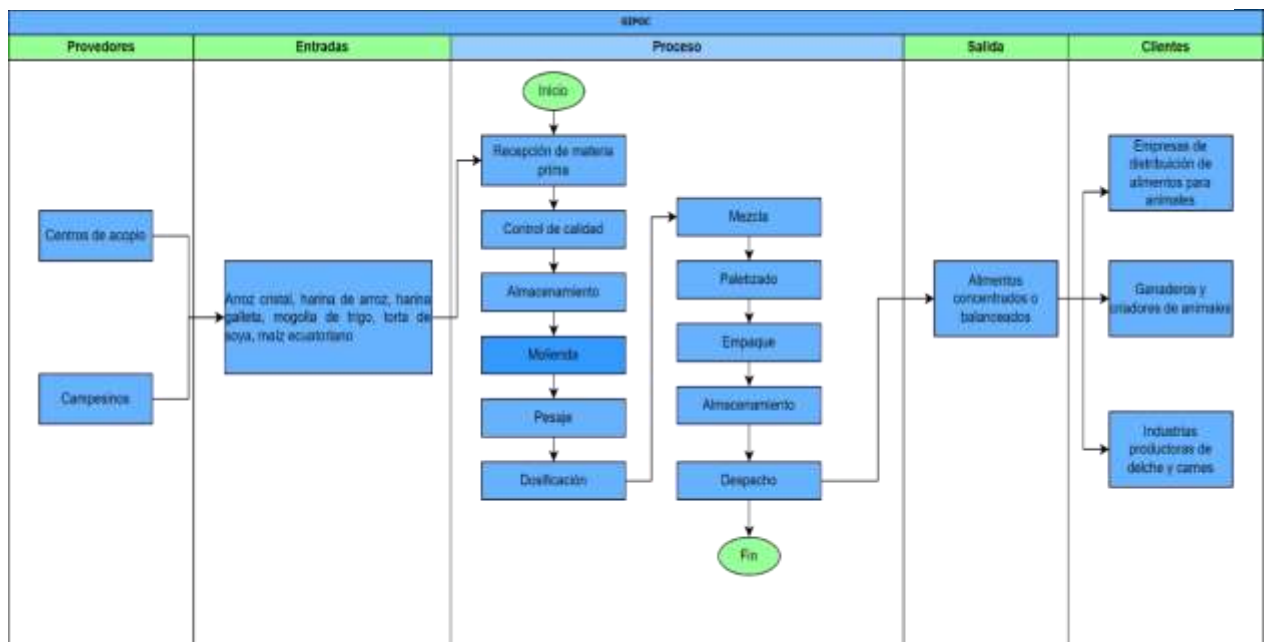 SIPOC
Provedores
Entradas
Proceso
Salida
Clientes
Inicio
Recepción de materia
prima
Control de calidad
Almacenamiento
Molienda
Pesaje
Dosificación
Mezcla
Paletizado
Empaque
Almacenamiento
Despacho
Fin
Centros de acopio
Campesinos
Arroz cristal, harina de arroz, harina
galleta, mogolla de trigo, torta de
soya, maíz ecuatoriano
Alimentos
concentrados o
balanceados
Empresas de
distribuición de
alimentos para
animales
Ganaderos y
criadores de animales
Industrias
productoras de
delche y carnes